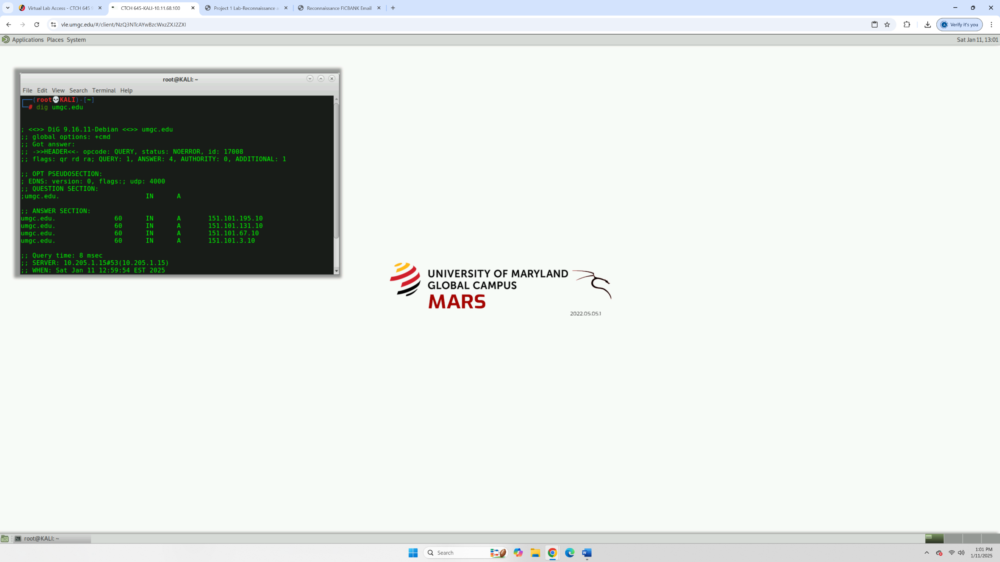 Virtual Lab Access - CTCH 645 9
CTCH 645-KALI-10.11.68.100
Project 1 Lab-Reconnaissance a
Reconnaissance FICBANK Email
vle.umgc.edu/#/client/NzQ3NTcAYwBzcWxzZXJ2ZXI
Verify it's you
Applications Places System
Sat Jan 11, 13:01
root@KALI: ~
File Edit View Search Terminal Help
┌──(root💀KALI)-[~]
└─# dig umgc.edu
; <<>> DiG 9.16.11-Debian <<>> umgc.edu
;; global options: +cmd
;; Got answer:
;; ->>HEADER<<- opcode: QUERY, status: NOERROR, id: 17008
;; flags: qr rd ra; QUERY: 1, ANSWER: 4, AUTHORITY: 0, ADDITIONAL: 1
;; OPT PSEUDOSECTION:
; EDNS: version: 0, flags:; udp: 4000
;; QUESTION SECTION:
;umgc.edu. IN A
;; ANSWER SECTION:
umgc.edu. 60 IN A 151.101.195.10
umgc.edu. 60 IN A 151.101.131.10
umgc.edu. 60 IN A 151.101.67.10
umgc.edu. 60 IN A 151.101.3.10
;; Query time: 8 msec
;; SERVER: 10.205.1.15#53(10.205.1.15)
;; WHEN: Sat Jan 11 12:59:54 EST 2025
UNIVERSITY OF MARYLAND
GLOBAL CAMPUS
MARS
2022.05.05.1
root@KALI: ~
Search
1:01 PM
1/11/2025